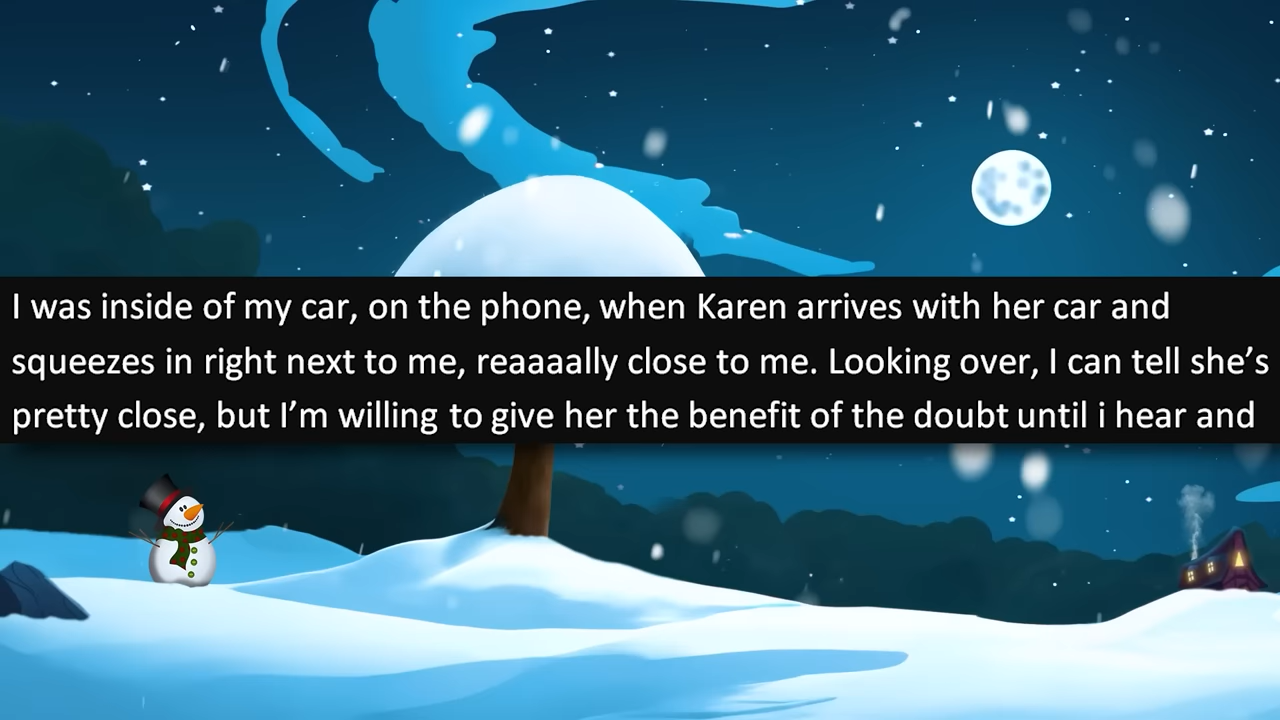 I was inside of my car, on the phone, when Karen arrives with her car and
squeezes in right next to me, reaaaally close to me. Looking over, I can tell she’s
pretty close, but I’m willing to give her the benefit of the doubt until i hear and